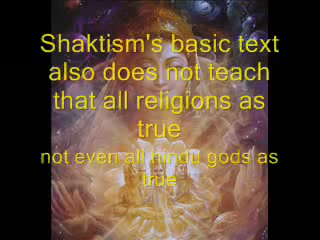 Shaktism's basic text
also does not teach
that all religions as
true
not even all hindu gods as
true